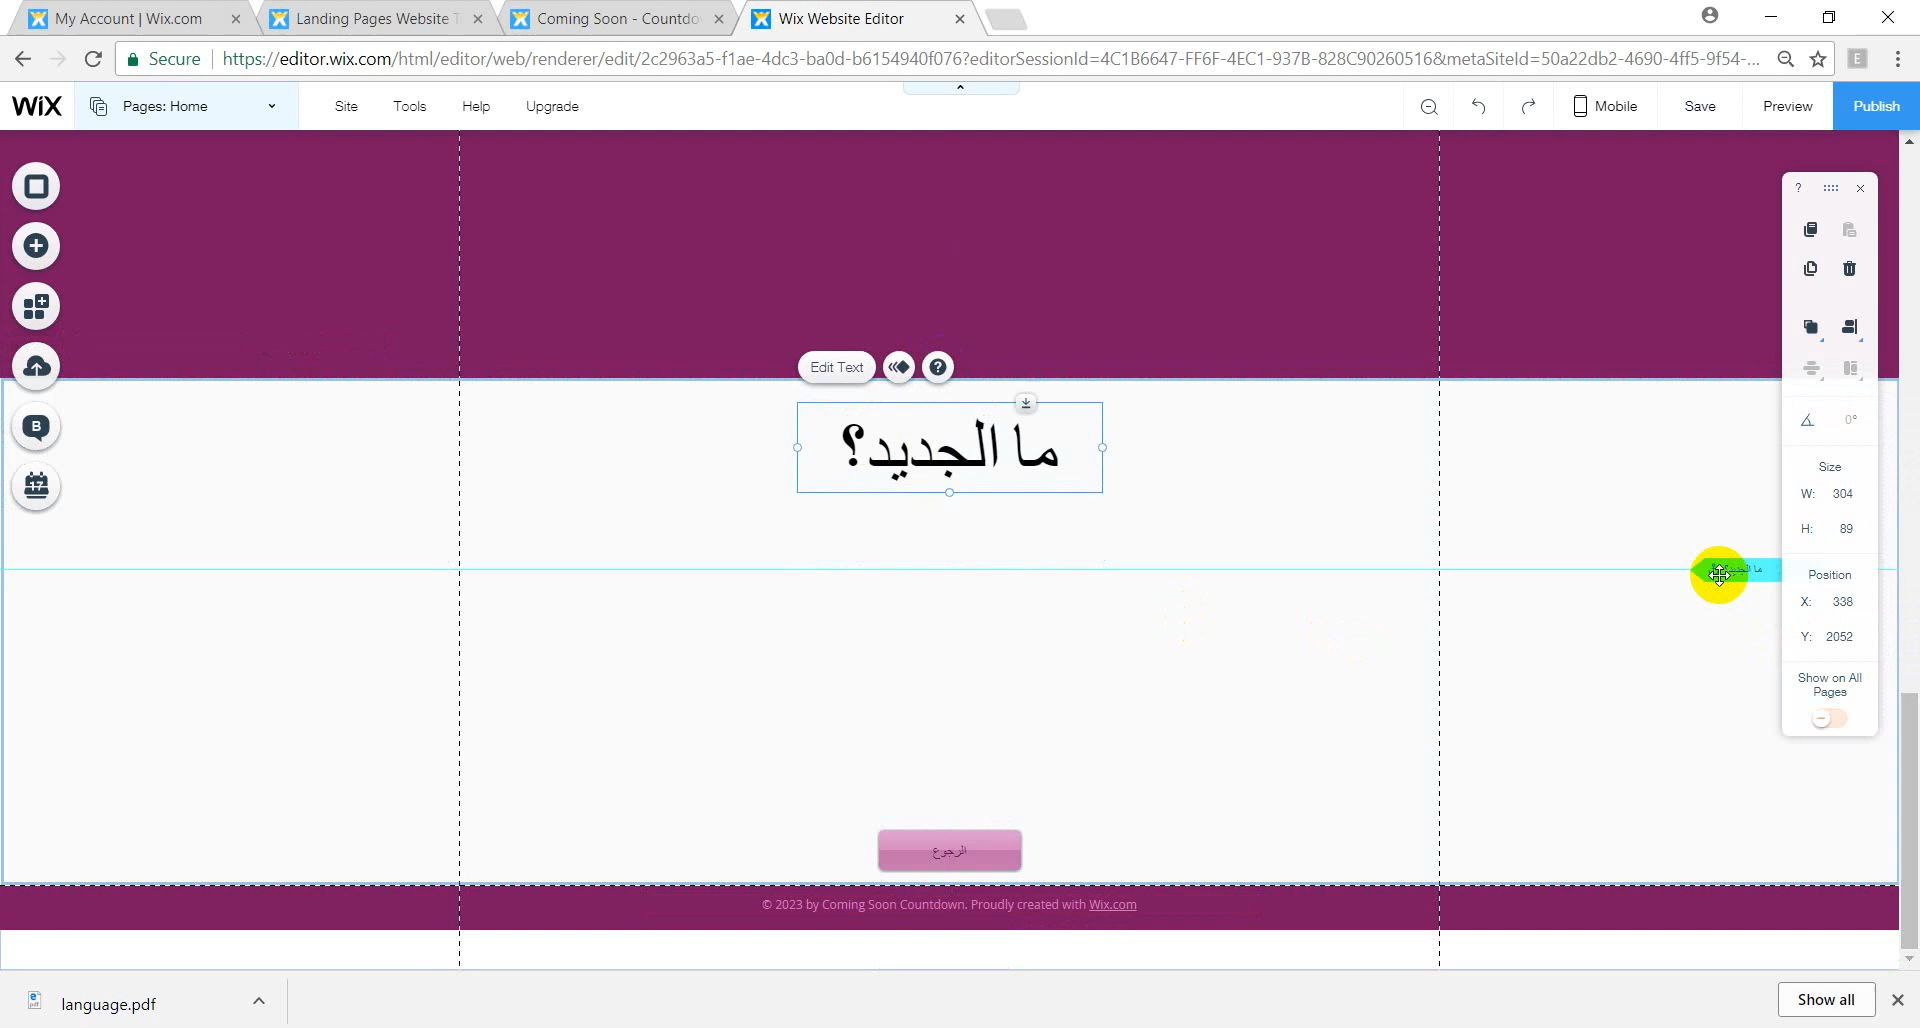 My Account | Wix.com
Landing Pages Website
Coming Soon - Countdo
Wix Website Editor
Secure
https://editor.wix.com/html/editor/web/renderer/edit/2c2963a5-f1ae-4dc3-ba0d-b6154940f076?editorSessionId=4C1B6647-FF6F-4EC1-937B-828C90260516&metaSiteId=50a22db2-4690-4ff5-9f54-...
E
WiX
Pages: Home
Site
Tools
Help
Upgrade
Mobile
Save
Preview
Publish
?
Edit Text
?
ما الجديد؟
B
17
0°
Size
W: 304
H: 89
ما الجديد؟
Position
X: 338
Y: 2052
Show on All
Pages
الرجوع
© 2023 by Coming Soon Countdown. Proudly created with Wix.com
language.pdf
Show all